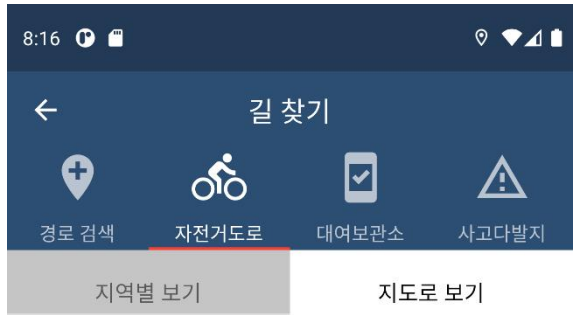 8:16
길 찾기
경로 검색 자전거도로 대여보관소 사고다발지
지역별 보기 지도로 보기